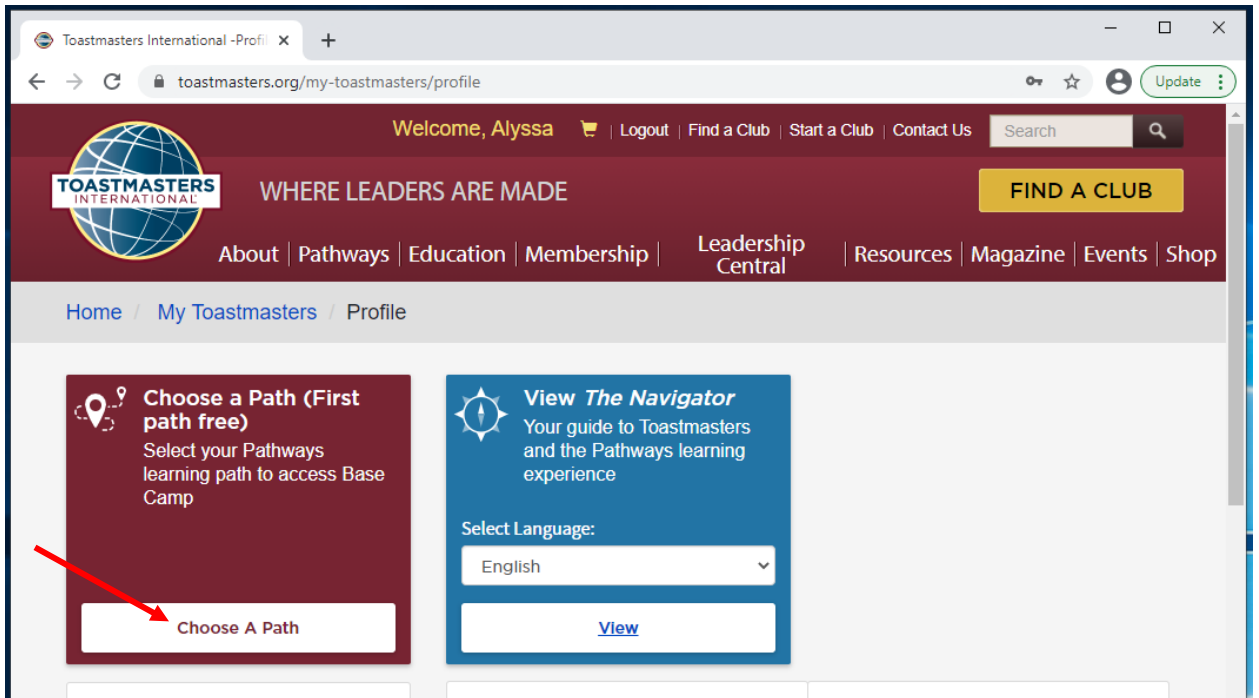 Toastmasters International -Profi
toastmasters.org/my-toastmasters/profile
Update
Welcome, Alyssa | Logout | Find a Club | Start a Club | Contact Us
Search
TOASTMASTERS
INTERNATIONAL
WHERE LEADERS ARE MADE
FIND A CLUB
About | Pathways | Education | Membership | Leadership Central | Resources | Magazine | Events | Shop
Home / My Toastmasters / Profile
Choose a Path (First
path free)
Select your Pathways
learning path to access Base
Camp
Choose A Path
View The Navigator
Your guide to Toastmasters
and the Pathways learning
experience
Select Language:
English
View